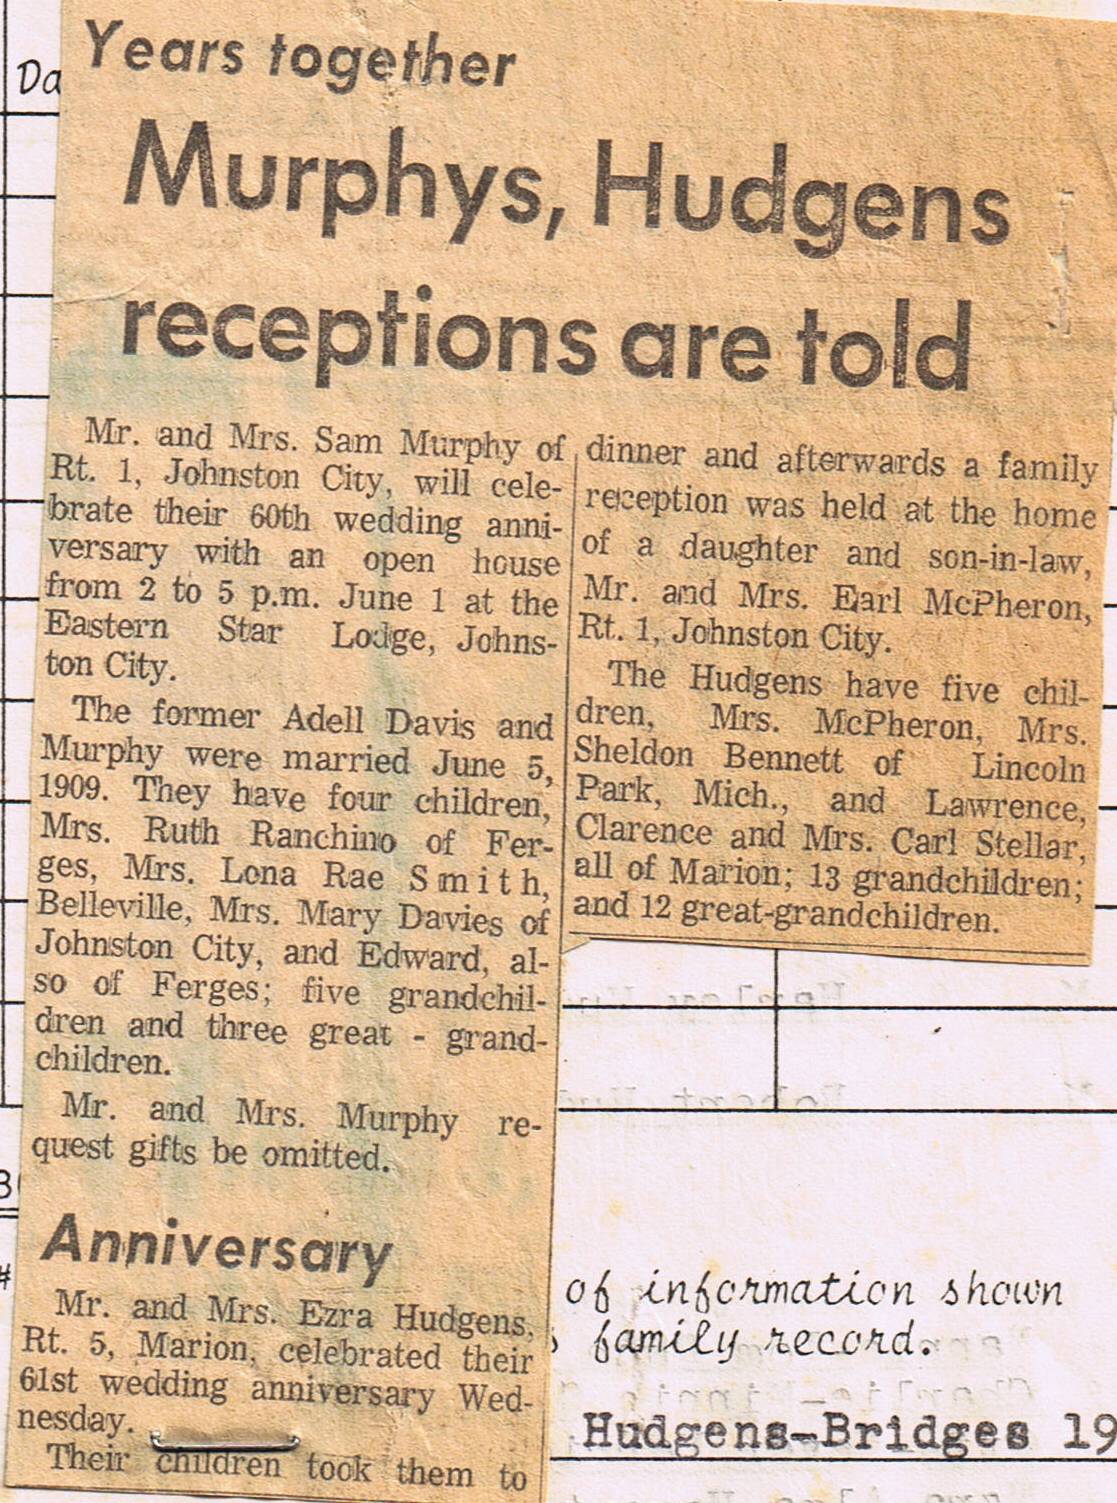 Da
Years together
Murphys, Hudgens
receptions are told
Mr. and Mrs. Sam Murphy of
Rt. 1, Johnston City, will cele-
brate their 60th wedding anni-
versary with an open house
from 2 to 5 p.m. June 1 at the
Eastern Star Lodge, Johns-
ton City.
The former Adell Davis and
Murphy were married June 5,
1909. They have four children,
Mrs. Ruth Ranchino of Fer-
ges, Mrs. Lona Rae Smith,
Belleville, Mrs. Mary Davies of
Johnston City, and Edward, al-
so of Ferges; five grandchil-
dren and three great - grand-
children.
Mr. and Mrs. Murphy re-
quest gifts be omitted.
Anniversary
Mr. and Mrs. Ezra Hudgens,
Rt. 5, Marion, celebrated their
61st wedding anniversary Wed-
nesday.
Their children took them to
dinner and afterwards a family
reception was held at the home
of a daughter and son-in-law,
Mr. and Mrs. Earl McPheron,
Rt. 1, Johnston City.
The Hudgens have five chil-
dren, Mrs. McPheron, Mrs.
Sheldon Bennett of Lincoln
Park, Mich., and Lawrence,
Clarence and Mrs. Carl Stellar,
all of Marion; 13 grandchildren;
and 12 great-grandchildren.
#
of information shown
family record.
Hudgens-Bridges 19